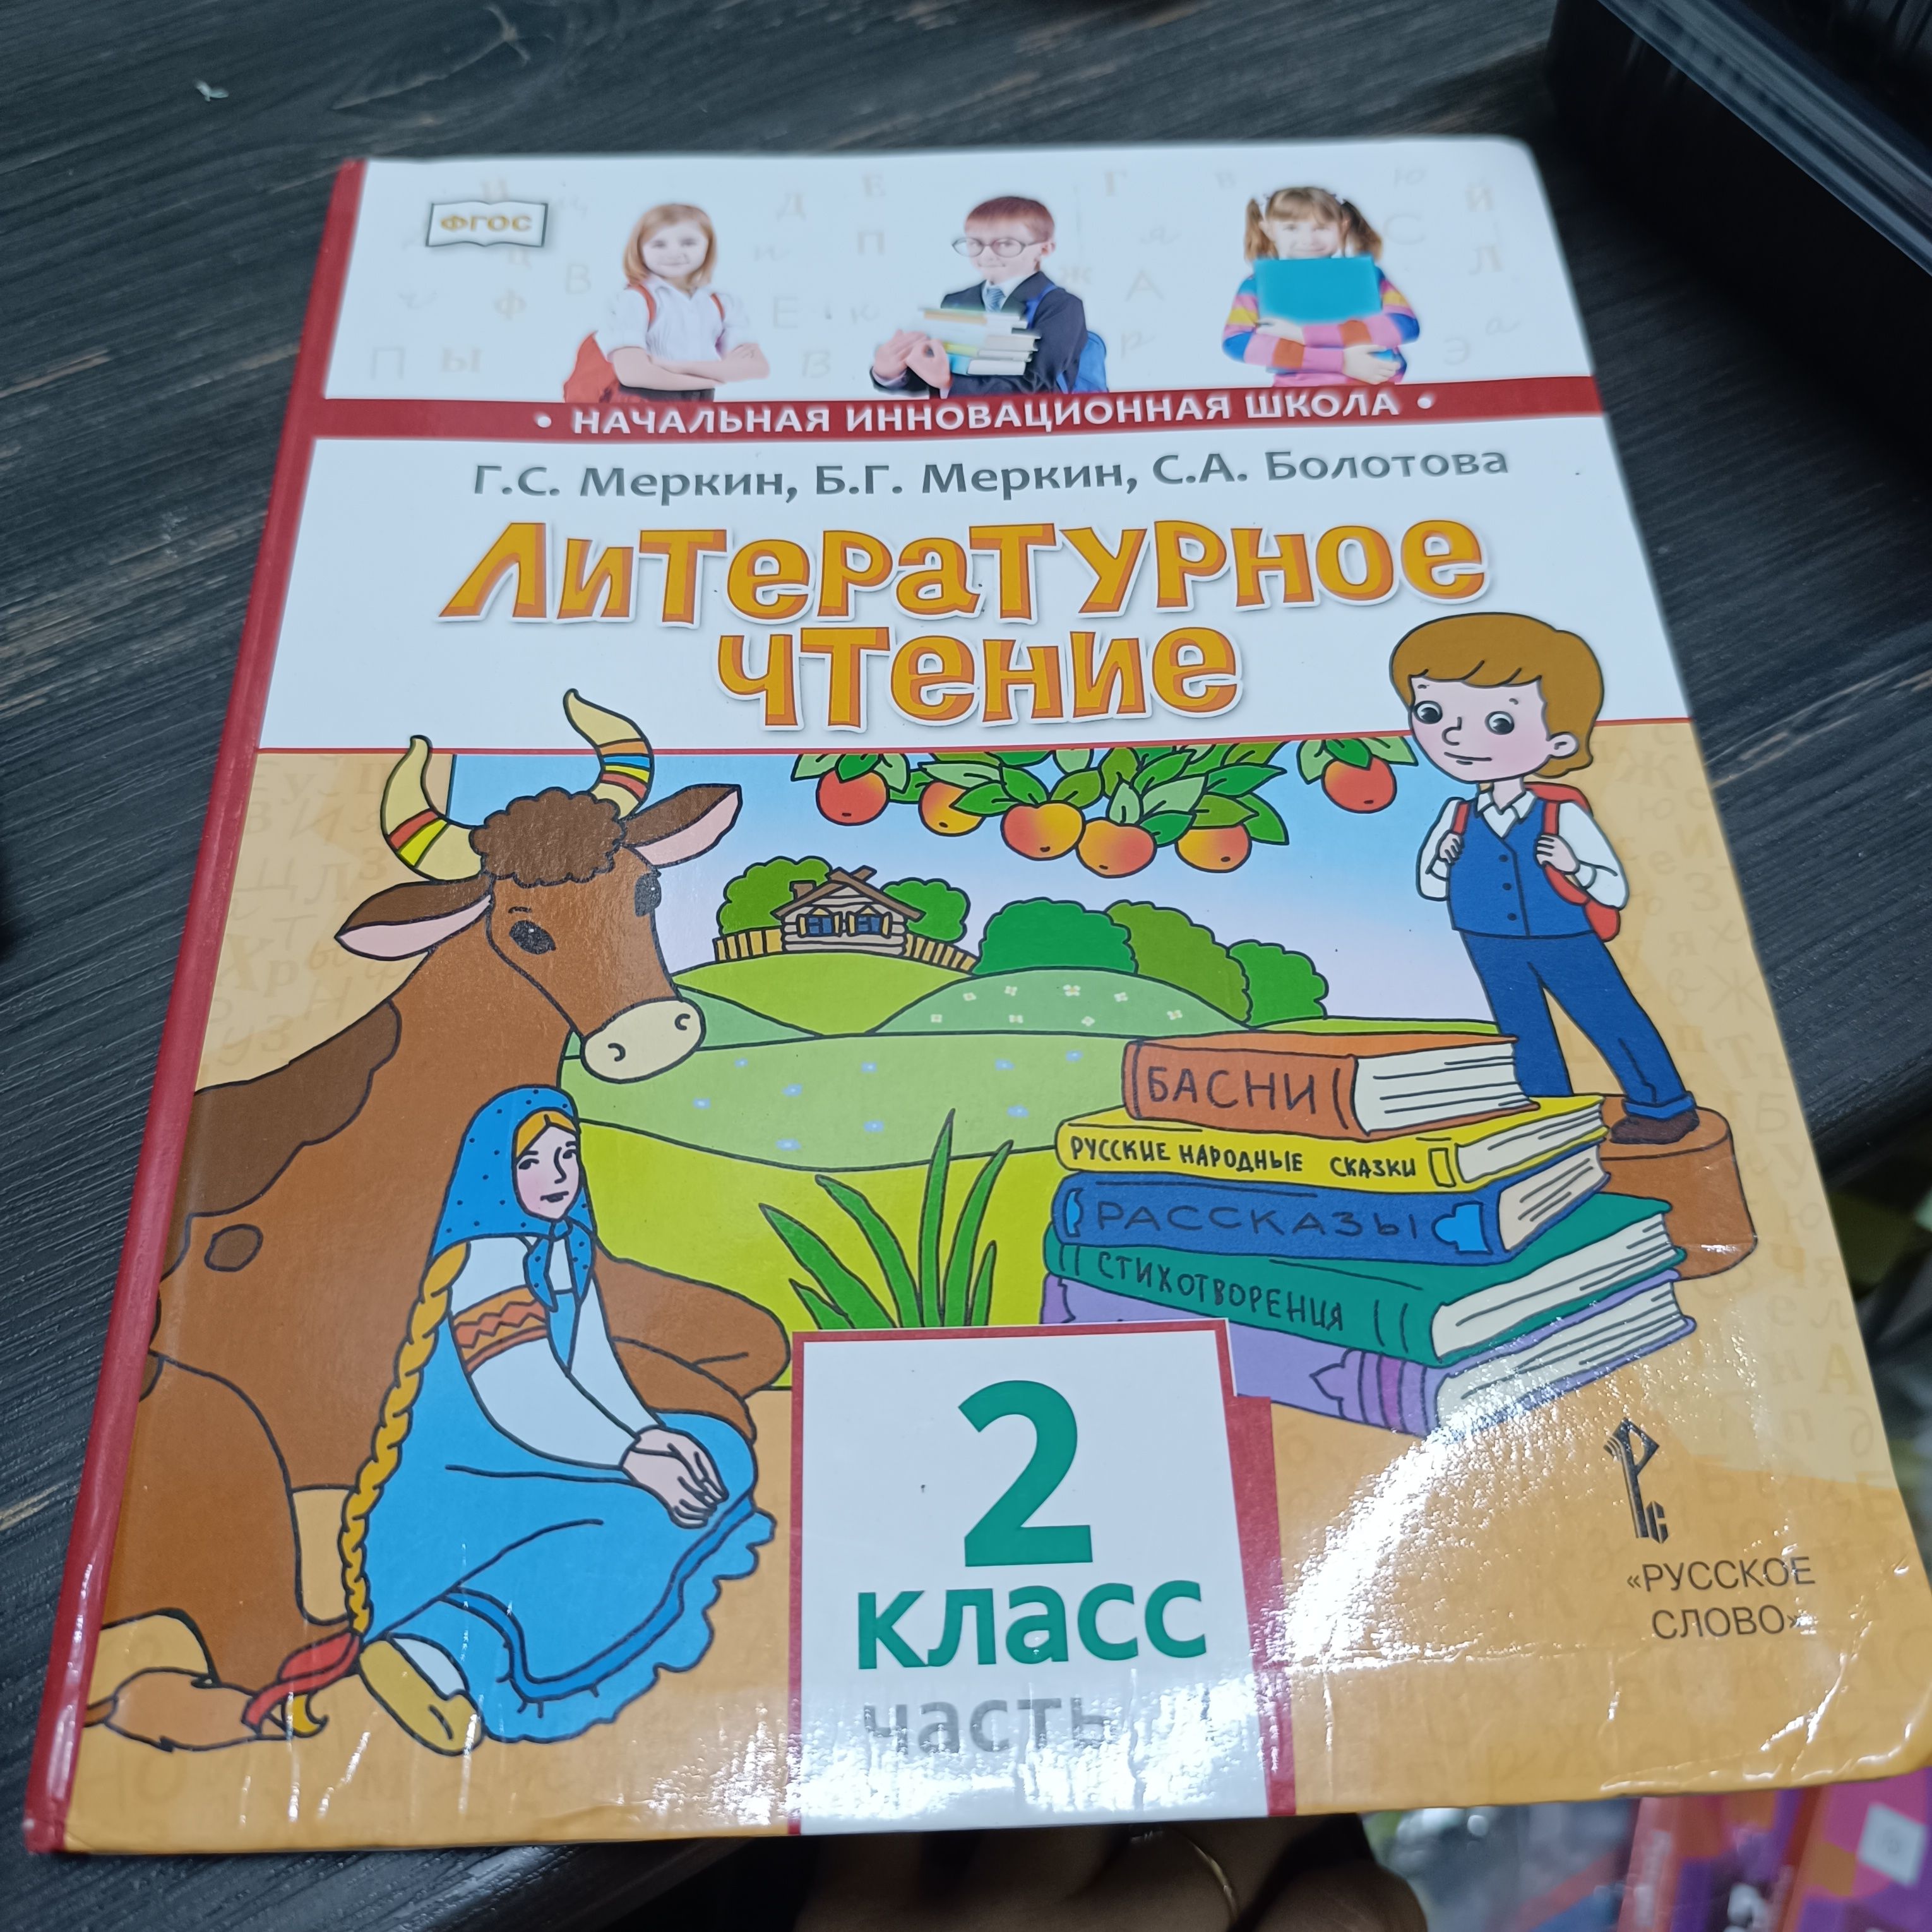 ФГОС
• НАЧАЛЬНАЯ ИННОВАЦИОННАЯ ШКОЛА •
Г.С. Меркин, Б.Г. Меркин, С.А. Болотова
ЛИТЕРАТУРНОЕ
ЧТЕНИЕ
БАСНИ
РУССКИЕ НАРОДНЫЕ СКАЗКИ
РАССКАЗЫ
СТИХОТВОРЕНИЯ
2
класс
часть
«РУССКОЕ
СЛОВО»